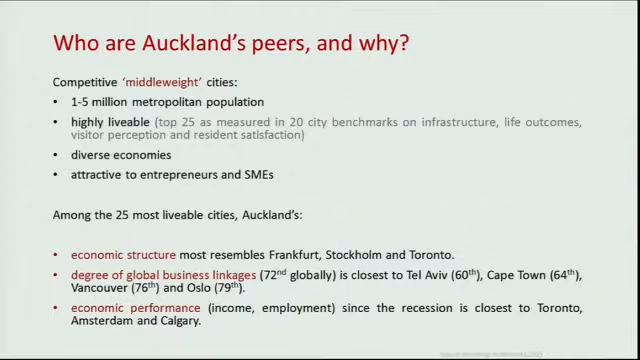 Who are Auckland's peers, and why?
Competitive 'middleweight' cities:
• 1-5 million metropolitan population
• highly liveable (top 25 as measured in 20 city benchmarks on infrastructure, life outcomes,
visitor perception and resident satisfaction)
• diverse economies
• attractive to entrepreneurs and SMEs
Among the 25 most liveable cities, Auckland's:
• economic structure most resembles Frankfurt, Stockholm and Toronto.
• degree of global business linkages (72nd globally) is closest to Tel Aviv (60th), Cape Town (64th),
Vancouver (76th) and Oslo (79th).
• economic performance (income, employment) since the recession is closest to Toronto,
Amsterdam and Calgary.